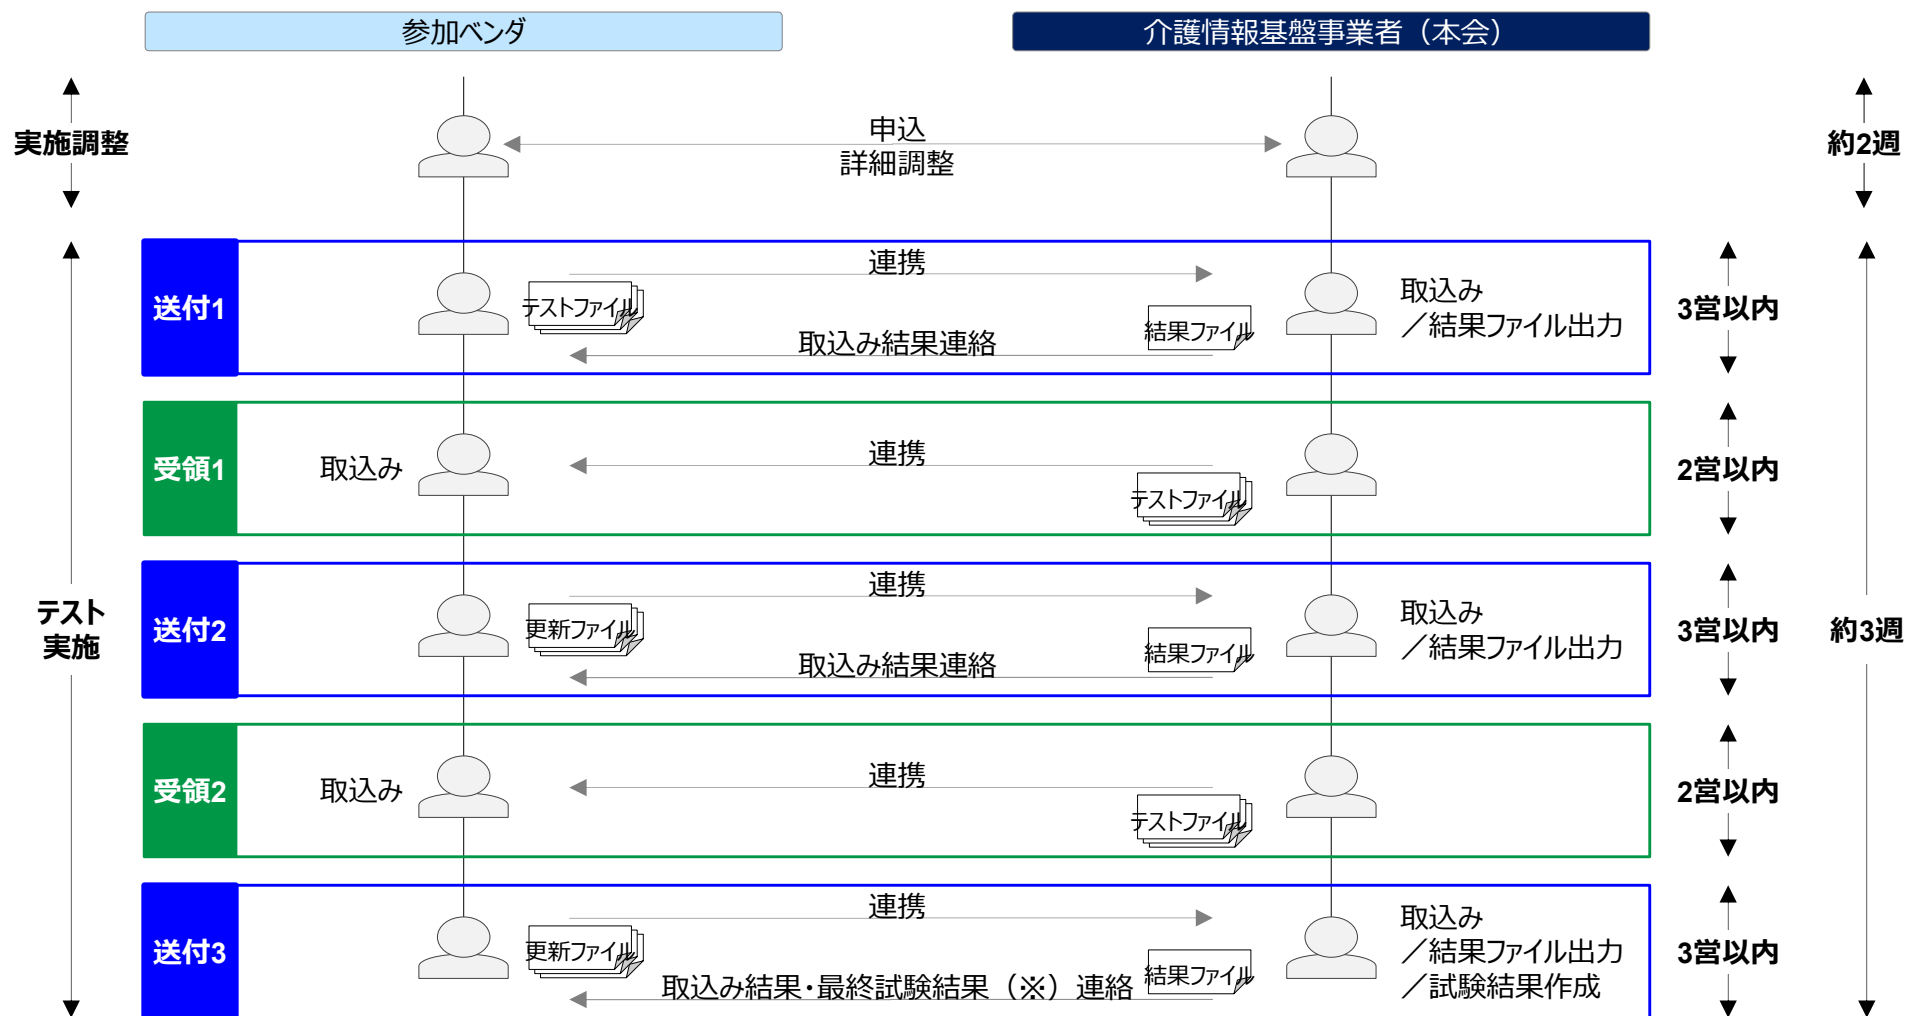 参加ベンダ
介護情報基盤事業者（本会）
実施調整
申込
詳細調整
約2週
テスト
実施
約3週
送付1
連携
テストファイル
結果ファイル
取込み結果連絡
取込み
／結果ファイル出力
3営以内
受領1
取込み
連携
テストファイル
2営以内
送付2
連携
更新ファイル
結果ファイル
取込み結果連絡
取込み
／結果ファイル出力
3営以内
受領2
取込み
連携
テストファイル
2営以内
送付3
連携
更新ファイル
結果ファイル
取込み結果・最終試験結果（※）連絡
取込み
／結果ファイル出力
／試験結果作成
3営以内